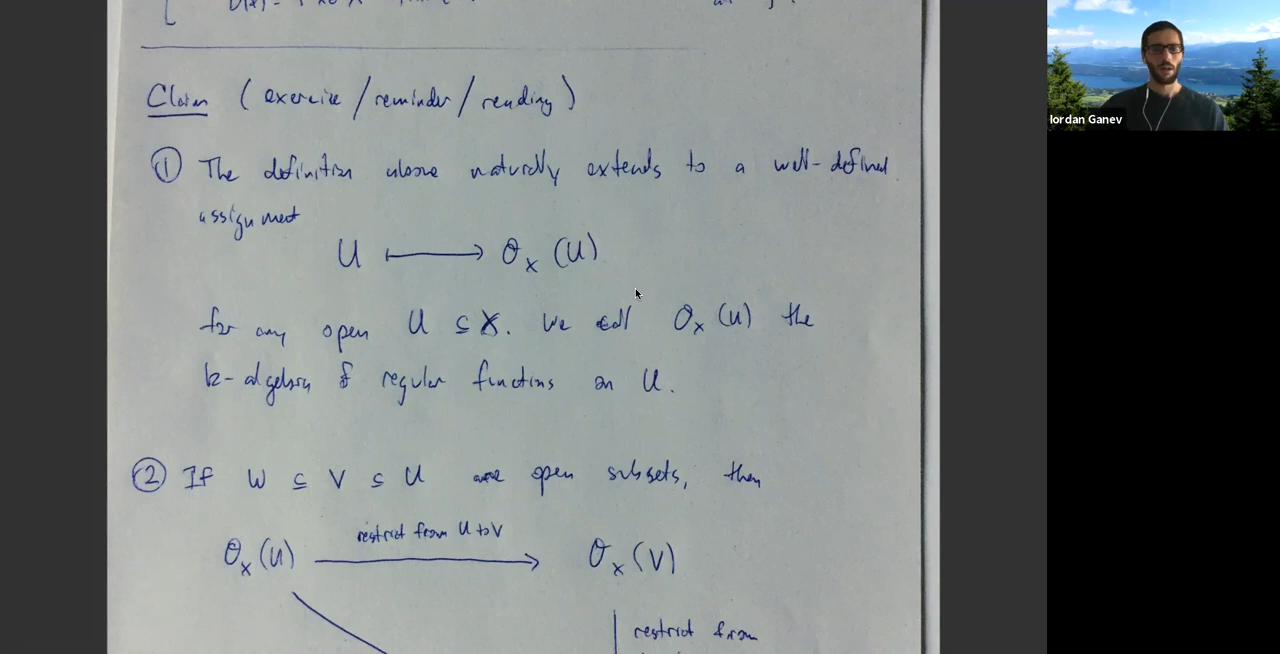 Claim (exercise/reminder/reading)
① The definition above naturally extends to a well-defined
assignment
U ⟼ O_X (U)
for any open U ⊆ X. We call O_X (U) the
k-algebra of regular functions on U.
② If W ⊆ V ⊆ U are open subsets, then
restrict from U to V
O_X (U) ⟶ O_X (V)
restrict from
Iordan Ganev